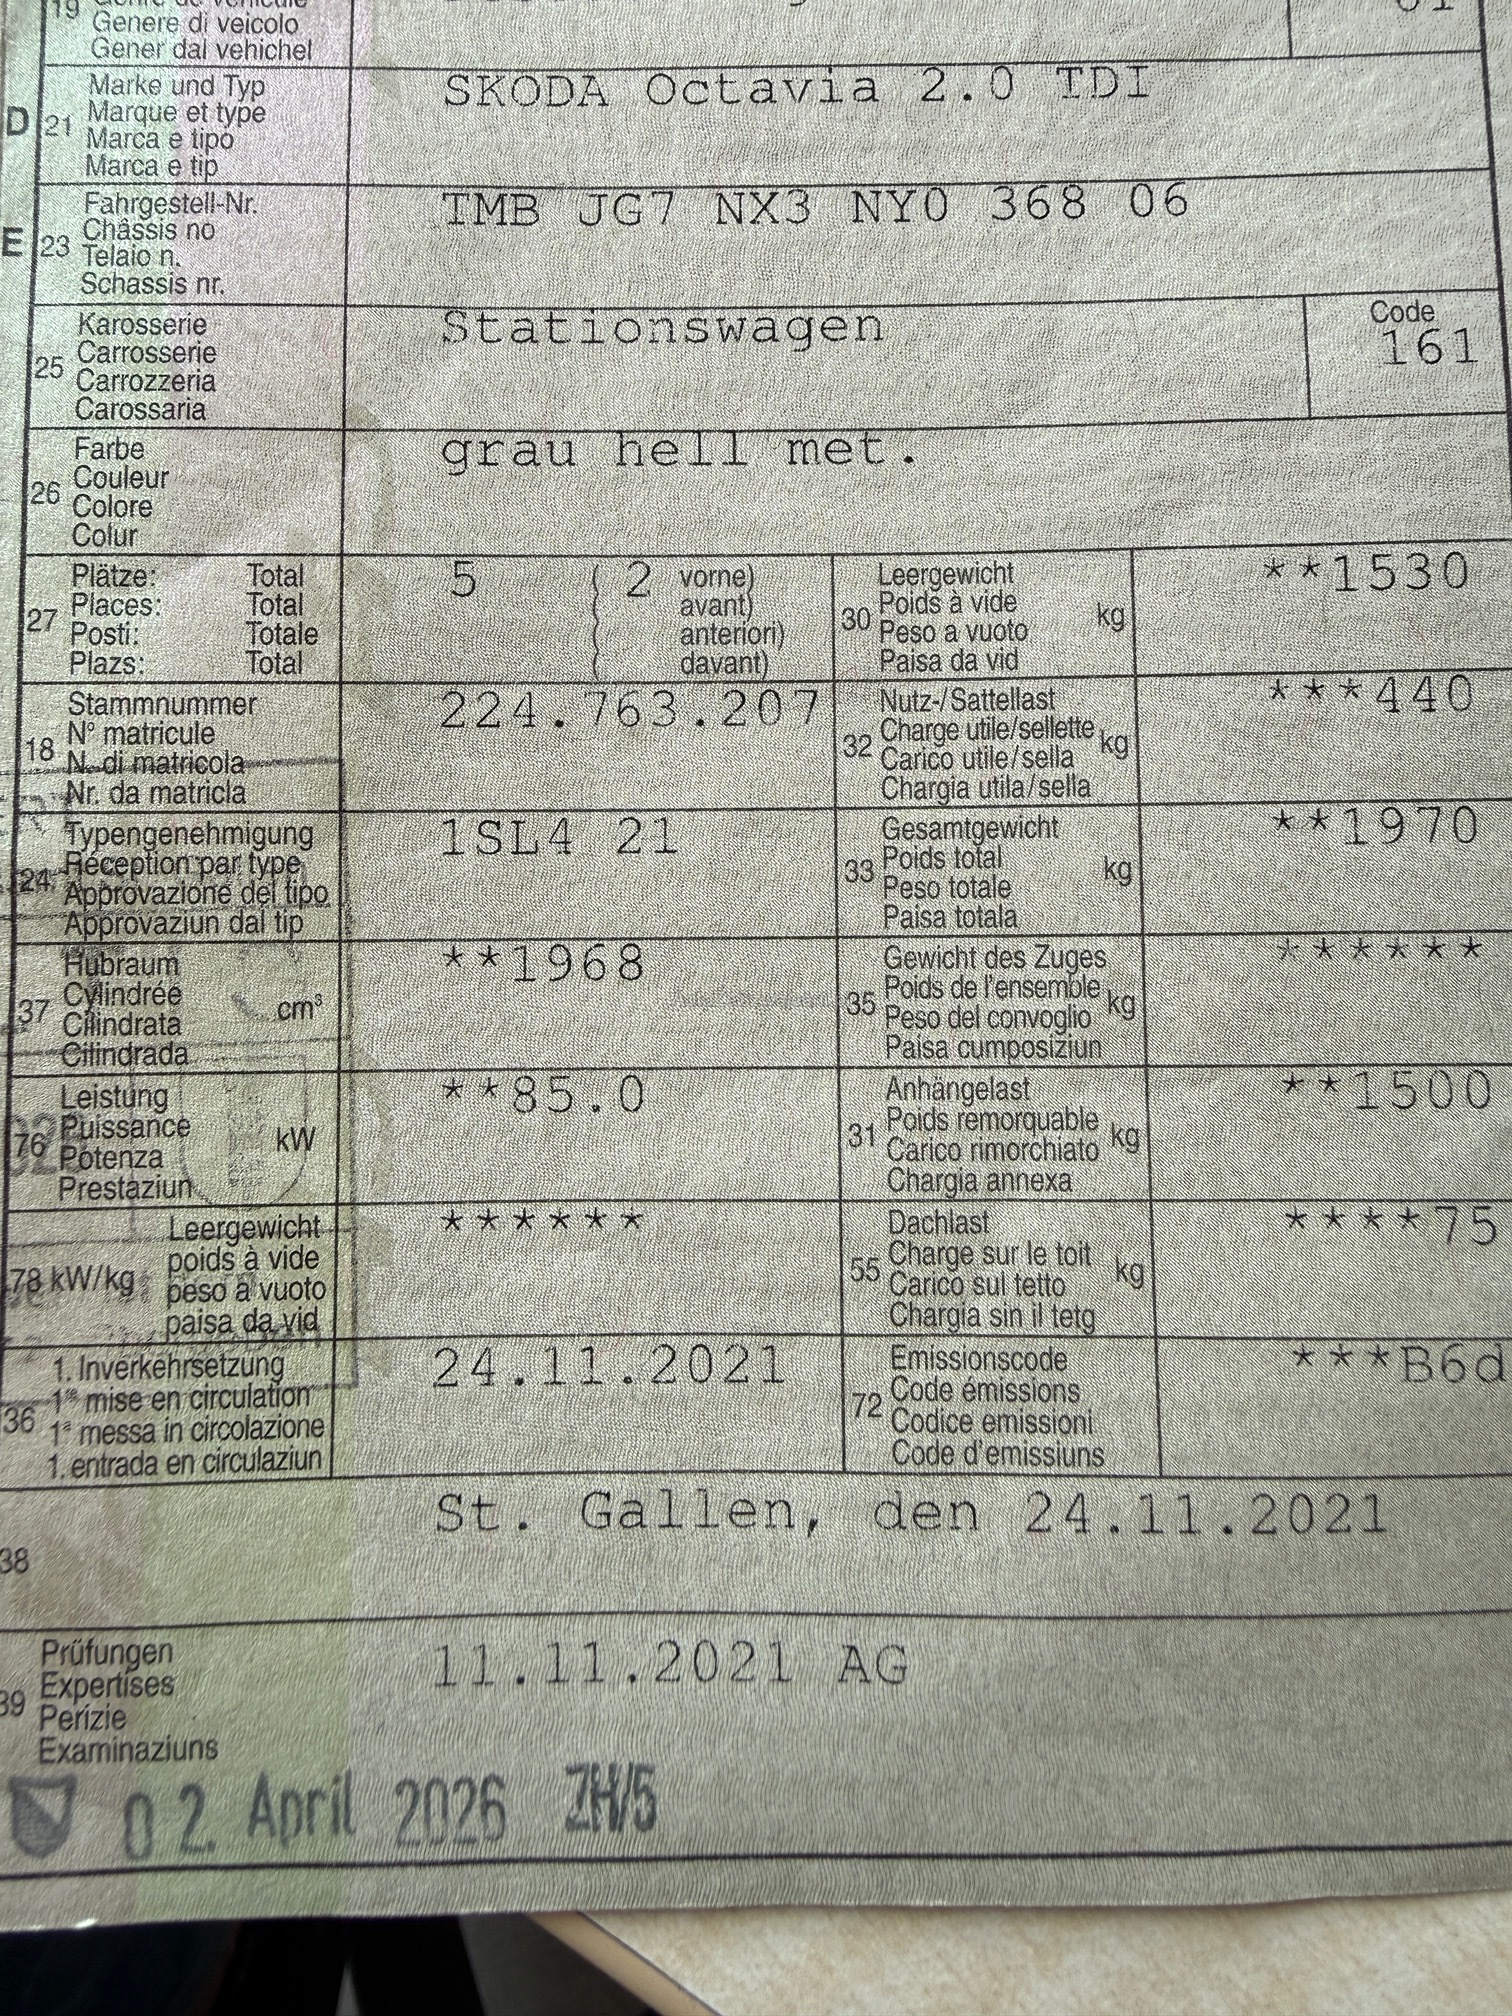 19
Genere di veicolo
Gener dal vehichel
D 21 Marke und Typ
Marque et type
Marca e tipo
Marca e tip
SKODA Octavia 2.0 TDI
E 23 Fahrgestell-Nr.
Châssis no
Telaio n.
Schassis nr.
TMB JG7 NX3 NY0 368 06
25 Karosserie
Carrosserie
Carrozzeria
Carossaria
Stationswagen
Code
161
26 Farbe
Couleur
Colore
Colur
grau hell met.
27 Plätze: Total
Places: Total
Posti: Totale
Plazs: Total
5 ( 2 vorne)
( avant)
( anteriori)
( davant)
30 Leergewicht
Poids à vide
Peso a vuoto
Paisa da vid
kg
**1530
18 Stammnummer
N° matricule
N. di matricola
Nr. da matricla
224.763.207
32 Nutz-/Sattellast
Charge utile/sellette
Carico utile/sella
Chargia utila/sella
kg
***440
24 Typengenehmigung
Réception par type
Approvazione del tipo
Approvaziun dal tip
1SL4 21
33 Gesamtgewicht
Poids total
Peso totale
Paisa totala
kg
**1970
37 Hubraum
Cylindrée
Cilindrata
Cilindrada
cm³
**1968
35 Gewicht des Zuges
Poids de l'ensemble
Peso del convoglio
Paisa cumposiziun
kg
******
76 Leistung
Puissance
Potenza
Prestaziun
kW
**85.0
31 Anhängelast
Poids remorquable
Carico rimorchiato
Chargia annexa
kg
**1500
78 kW/kg Leergewicht
poids à vide
peso a vuoto
paisa da vid
******
55 Dachlast
Charge sur le toit
Carico sul tetto
Chargia sin il tetg
kg
****75
36 1. Inverkehrsetzung
1re mise en circulation
1a messa in circolazione
1. entrada en circulaziun
24.11.2021
72 Emissionscode
Code émissions
Codice emissioni
Code d'emissiuns
***B6d
38
St. Gallen, den 24.11.2021
39 Prüfungen
Expertises
Perizie
Examinaziuns
11.11.2021 AG
02. April 2026 ZH/5